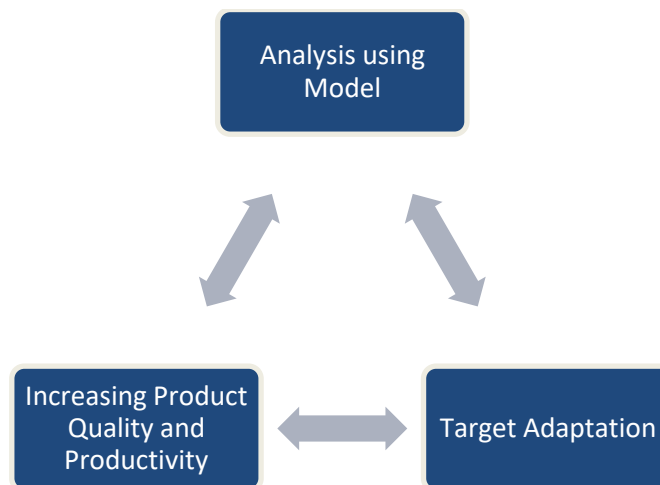 Analysis using
Model
Increasing Product
Quality and
Productivity
Target Adaptation